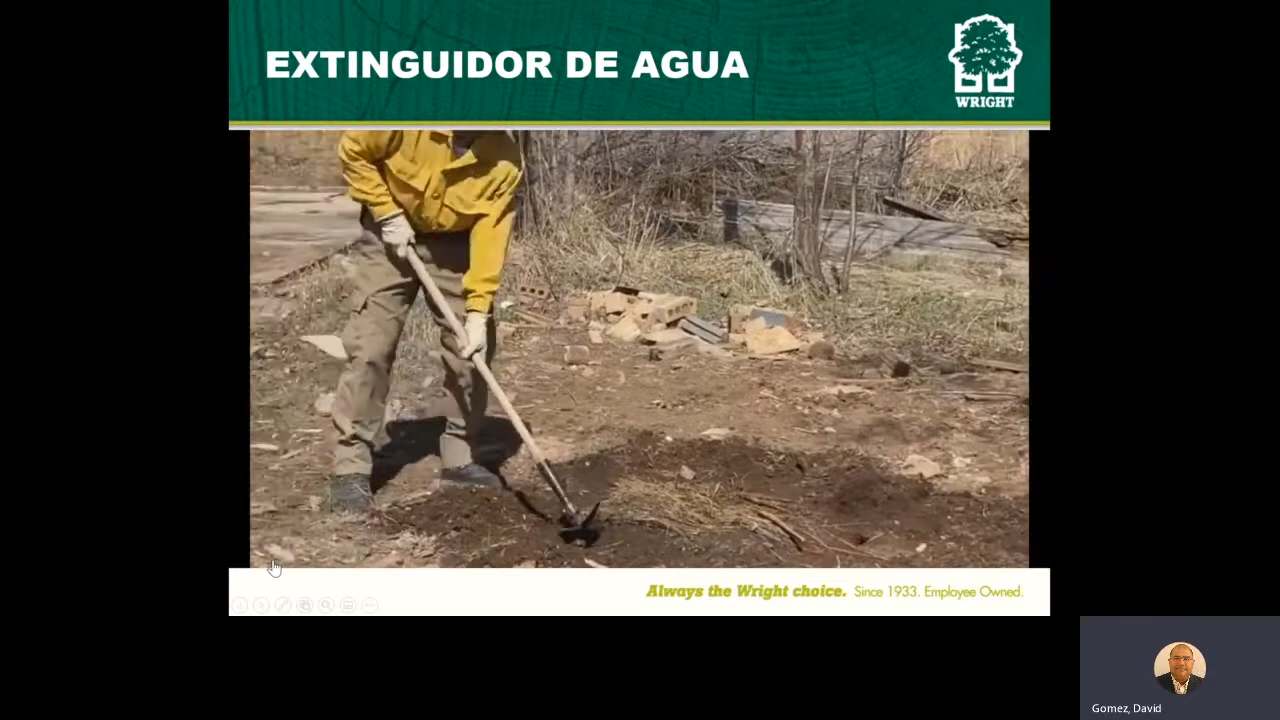 EXTINGUIDOR DE AGUA
WRIGHT
Always the Wright choice. Since 1933. Employee Owned.
Gomez, David